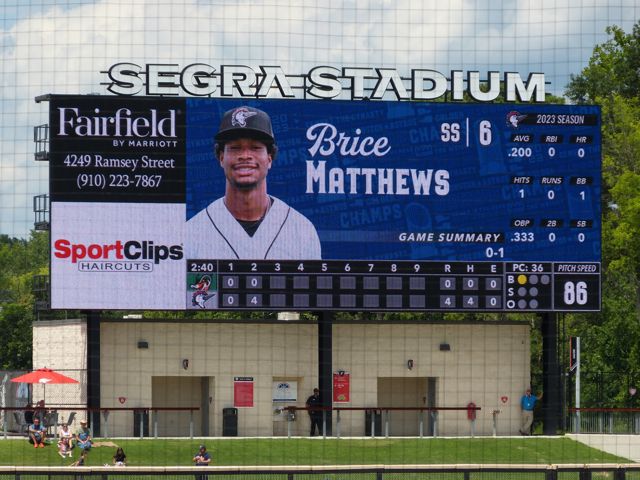 SEGRA STADIUM
Fairfield
BY MARRIOTT
4249 Ramsey Street
(910) 223-7867
SportClips
HAIRCUTS
Brice
MATTHEWS
SS | 6
GAME SUMMARY
0-1
2023 SEASON
AVG RBI HR
.200 0 0
HITS RUNS BB
1 0 1
OBP 2B SB
.333 0 0
2:40 1 2 3 4 5 6 7 8 9 R H E
0 0 0 0 0
0 4 4 4 0
PC: 36
B
S
O
PITCH SPEED
86